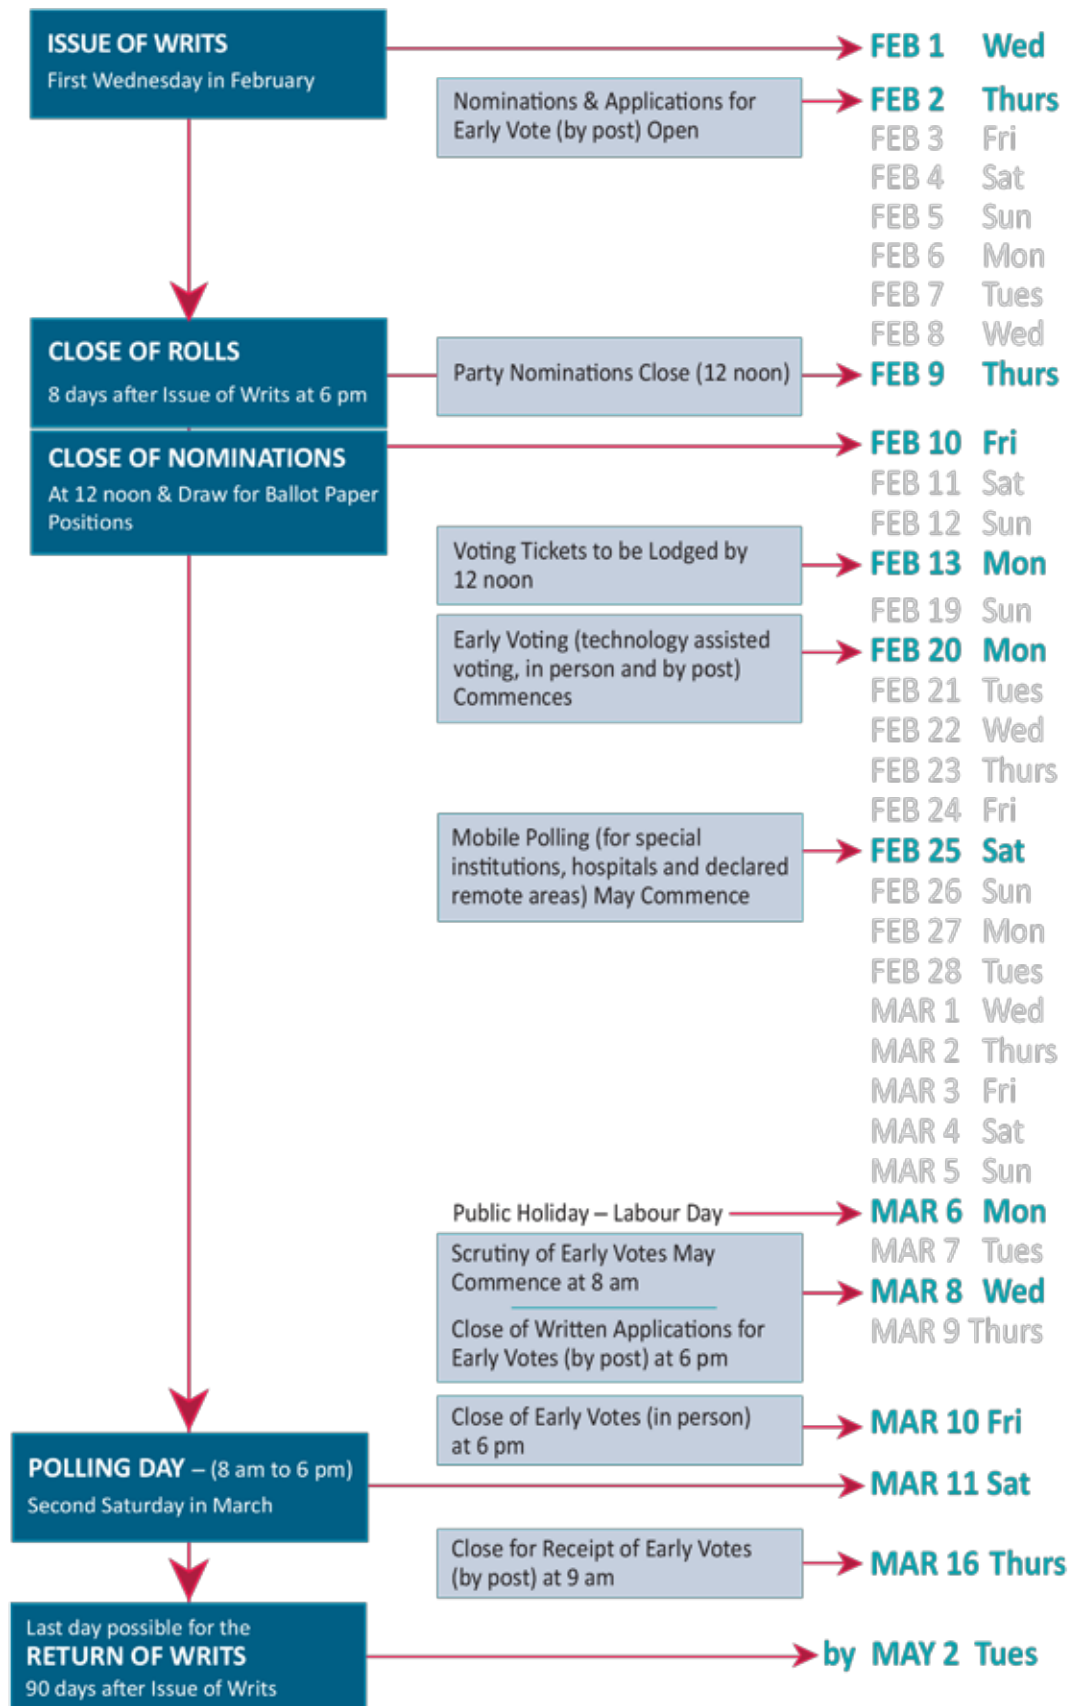 ISSUE OF WRITS
First Wednesday in February
FEB 1 Wed
Nominations & Applications for
Early Vote (by post) Open
FEB 2 Thurs
FEB 3 Fri
FEB 4 Sat
FEB 5 Sun
FEB 6 Mon
FEB 7 Tues
FEB 8 Wed
CLOSE OF ROLLS
8 days after Issue of Writs at 6 pm
Party Nominations Close (12 noon)
FEB 9 Thurs
CLOSE OF NOMINATIONS
At 12 noon & Draw for Ballot Paper
Positions
FEB 10 Fri
FEB 11 Sat
FEB 12 Sun
Voting Tickets to be Lodged by
12 noon
FEB 13 Mon
FEB 19 Sun
Early Voting (technology assisted
voting, in person and by post)
Commences
FEB 20 Mon
FEB 21 Tues
FEB 22 Wed
FEB 23 Thurs
FEB 24 Fri
Mobile Polling (for special
institutions, hospitals and declared
remote areas) May Commence
FEB 25 Sat
FEB 26 Sun
FEB 27 Mon
FEB 28 Tues
MAR 1 Wed
MAR 2 Thurs
MAR 3 Fri
MAR 4 Sat
MAR 5 Sun
Public Holiday – Labour Day
MAR 6 Mon
MAR 7 Tues
Scrutiny of Early Votes May
Commence at 8 am
Close of Written Applications for
Early Votes (by post) at 6 pm
MAR 8 Wed
MAR 9 Thurs
Close of Early Votes (in person)
at 6 pm
MAR 10 Fri
POLLING DAY – (8 am to 6 pm)
Second Saturday in March
MAR 11 Sat
Close for Receipt of Early Votes
(by post) at 9 am
MAR 16 Thurs
Last day possible for the
RETURN OF WRITS
90 days after Issue of Writs
by MAY 2 Tues